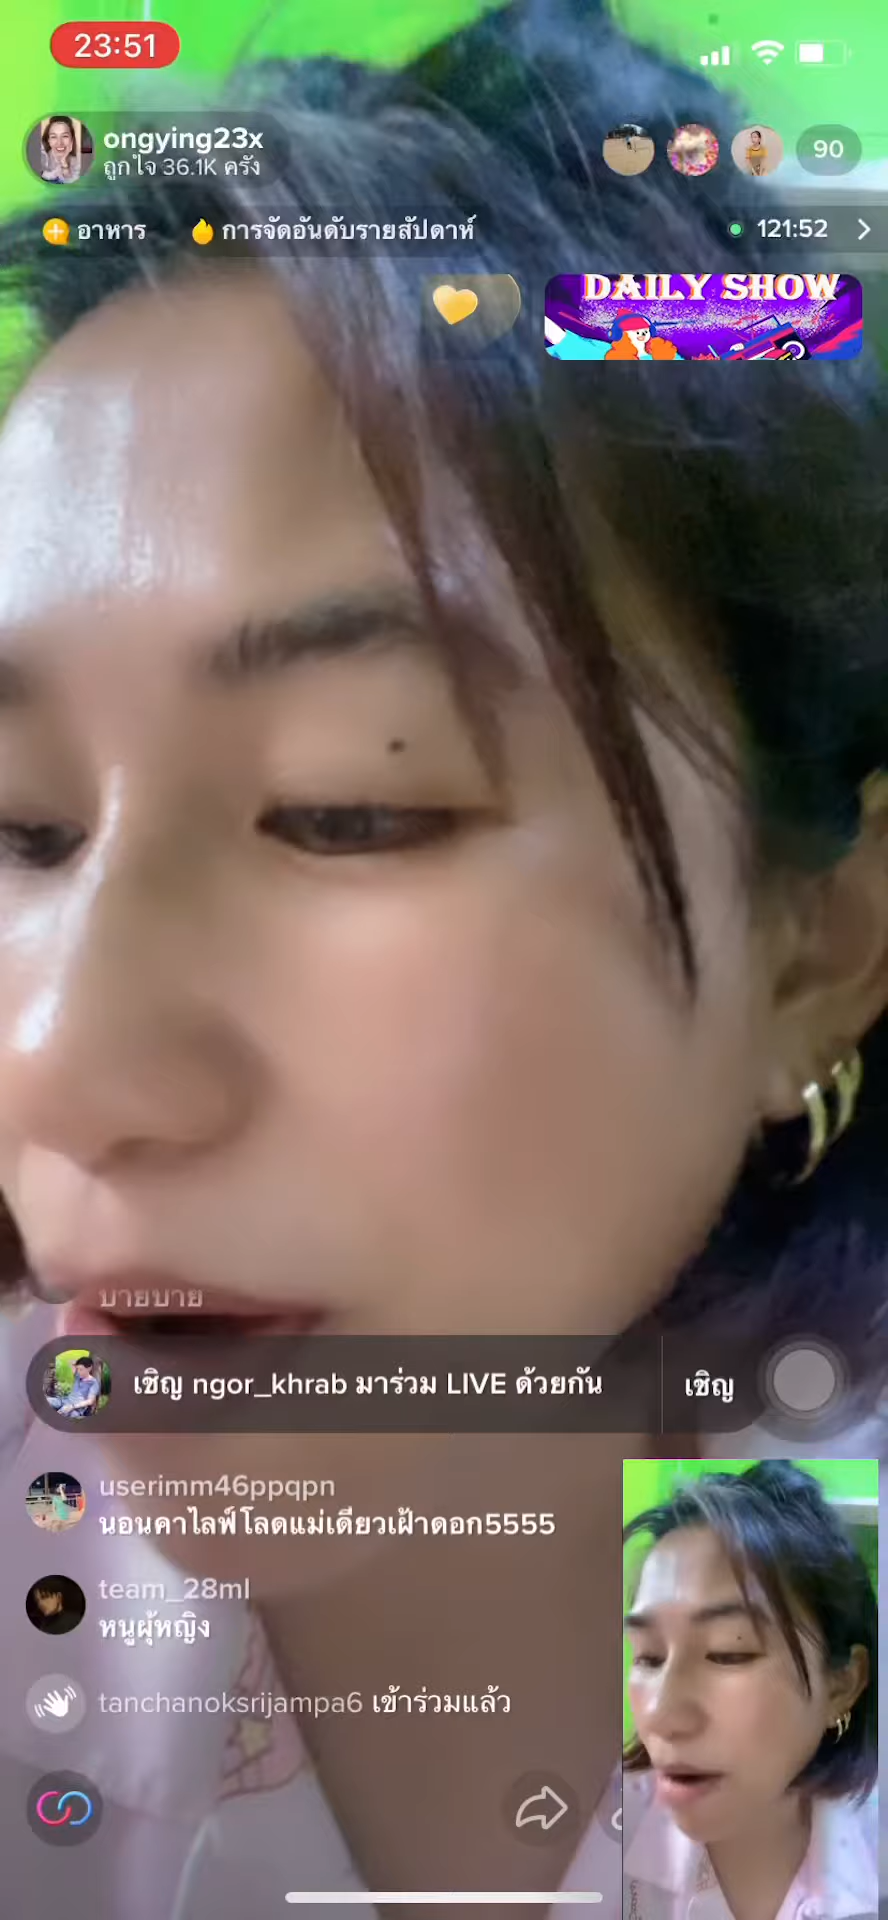 23:51
ongying23x
ถูกใจ 36.1K ครั้ง
90
อาหาร
การจัดอันดับรายสัปดาห์
121:52
DAILY SHOW
บายบาย
เชิญ ngor_khrab มาร่วม LIVE ด้วยกัน
เชิญ
userimm46ppqpn
นอนคาไลฟ์โลดแม่เดียวเฝ้าดอก5555
team_28ml
หนูผุ้หญิง
tanchanoksrijampa6 เข้าร่วมแล้ว